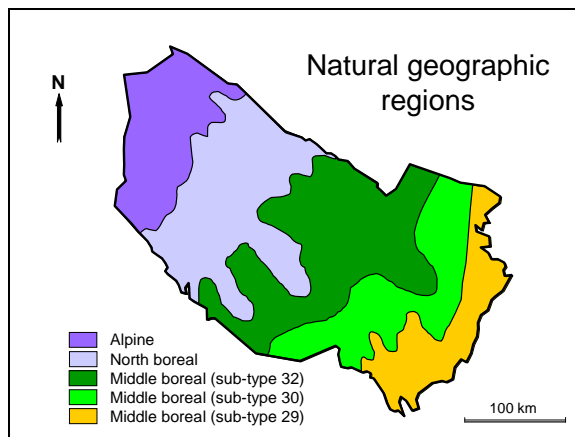 Natural geographic
regions
N
Alpine
North boreal
Middle boreal (sub-type 32)
Middle boreal (sub-type 30)
Middle boreal (sub-type 29)
100 km